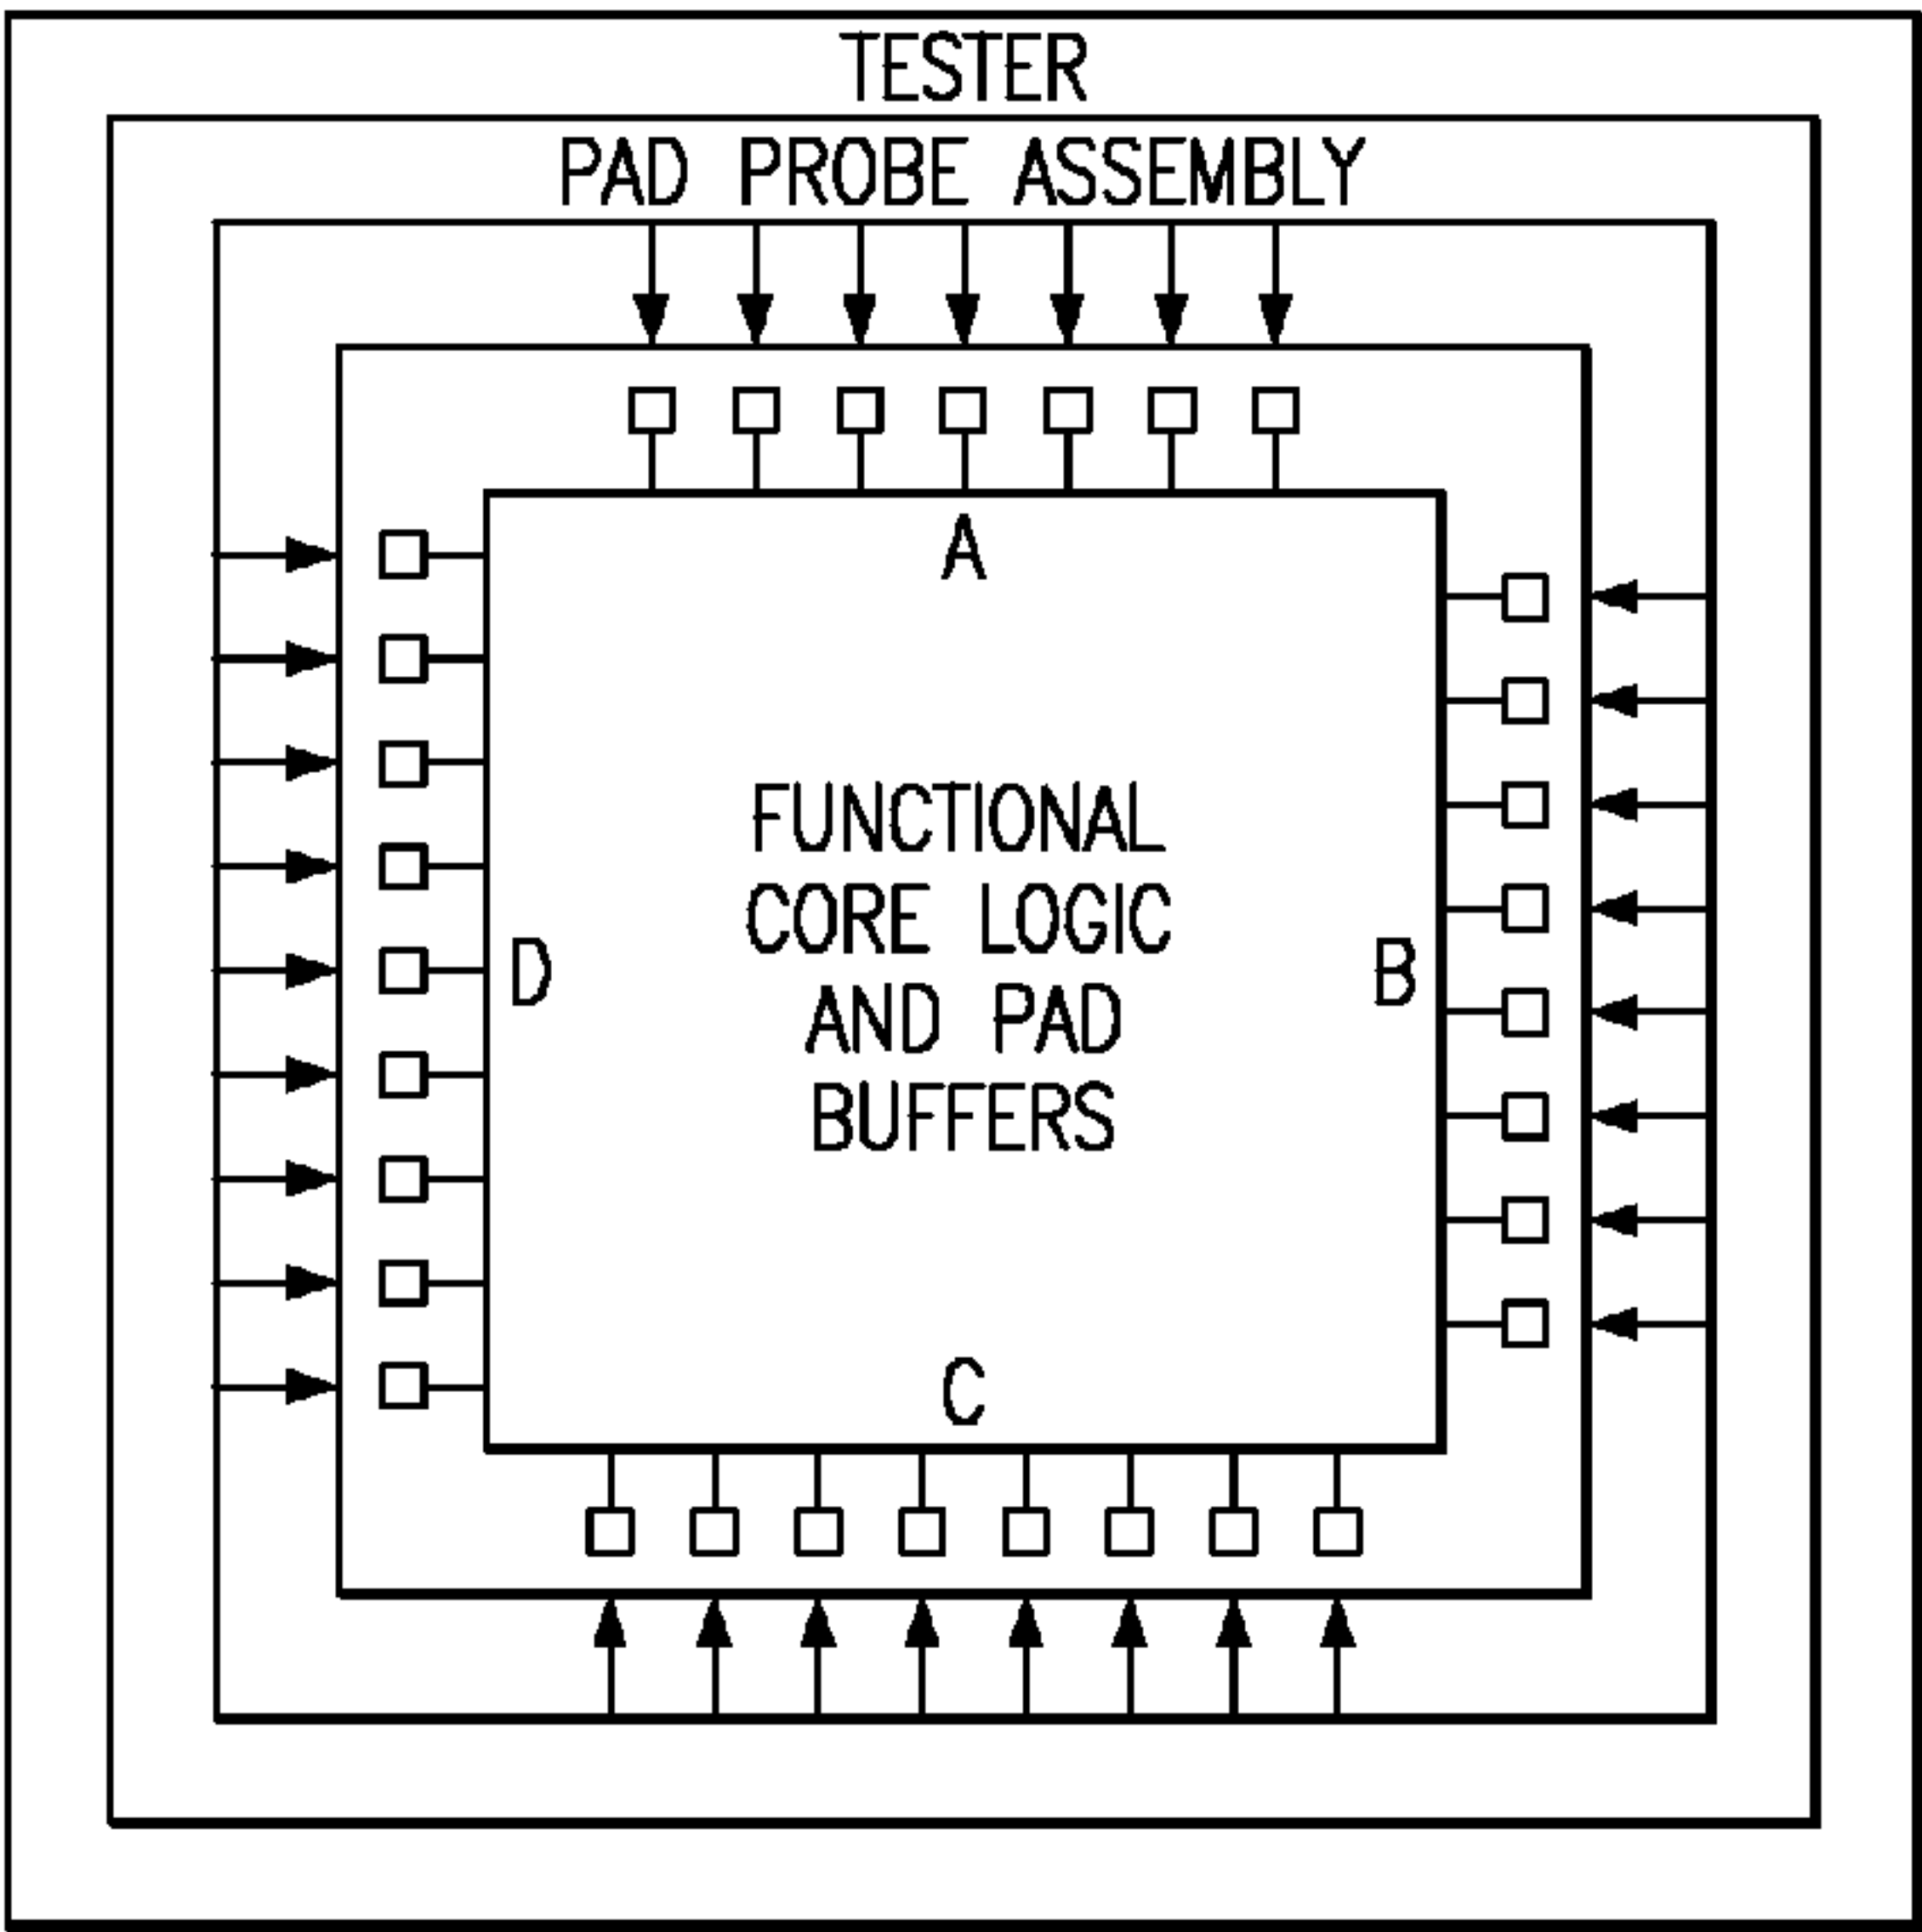 TESTER
PAD PROBE ASSEMBLY
A
FUNCTIONAL
CORE LOGIC
AND PAD
BUFFERS
D
B
C